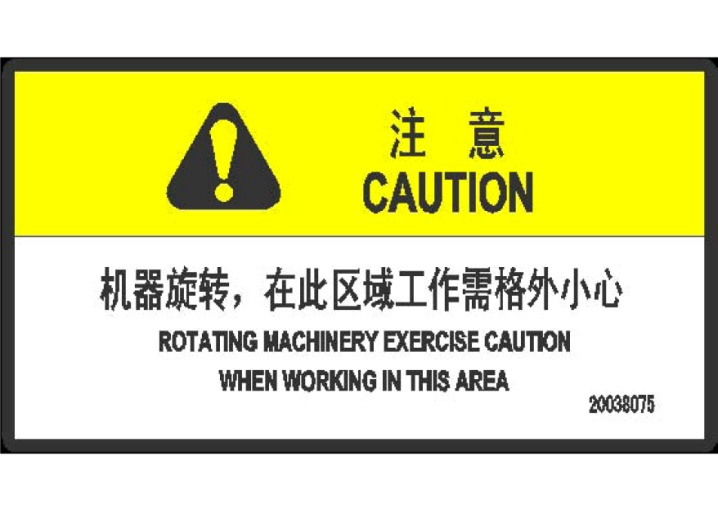 注 意
CAUTION
机器旋转，在此区域工作需格外小心
ROTATING MACHINERY EXERCISE CAUTION
WHEN WORKING IN THIS AREA
20038075